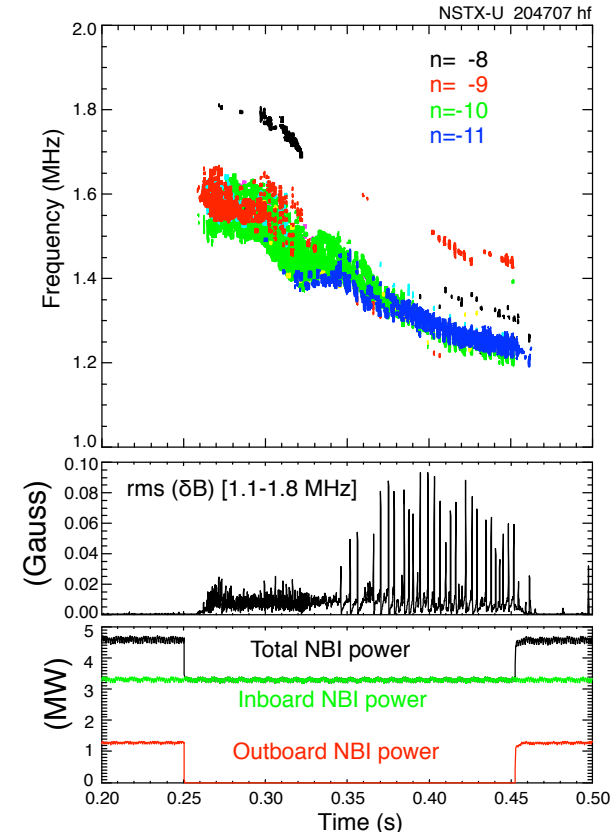 NSTX-U 204707 hf
2.0
1.8
1.6
1.4
1.2
1.0
Frequency (MHz)
n= -8
n= -9
n=-10
n=-11
0.10
0.08
0.06
0.04
0.02
0.00
(Gauss)
rms (δB) [1.1-1.8 MHz]
5
4
3
2
1
0
(MW)
Total NBI power
Inboard NBI power
Outboard NBI power
0.20 0.25 0.30 0.35 0.40 0.45 0.50
Time (s)